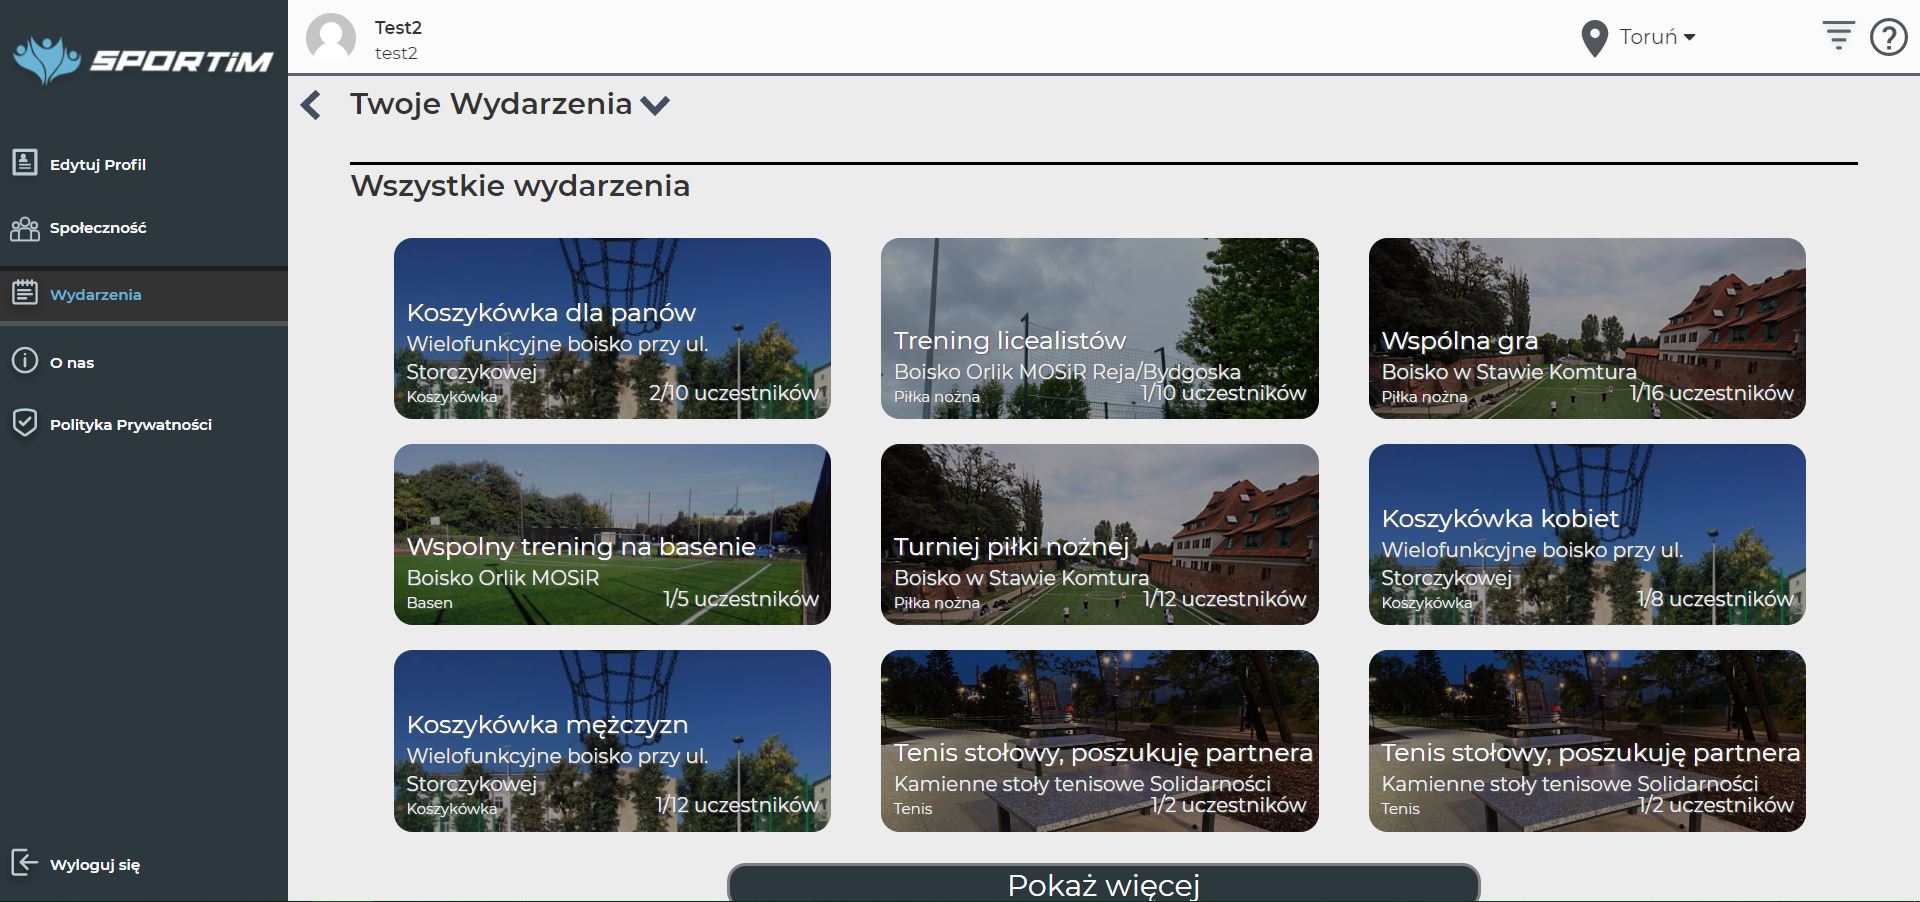 SPORTiM
Test2
test2
Toruń
Edytuj Profil
Społeczność
Wydarzenia
O nas
Polityka Prywatności
Wyloguj się
Twoje Wydarzenia
Wszystkie wydarzenia
Koszykówka dla panów
Wielofunkcyjne boisko przy ul.
Storczykowej
Koszykówka
2/10 uczestników
Trening licealistów
Boisko Orlik MOSiR Reja/Bydgoska
Piłka nożna
1/10 uczestników
Wspólna gra
Boisko w Stawie Komtura
Piłka nożna
1/16 uczestników
Wspolny trening na basenie
Boisko Orlik MOSiR
Basen
1/5 uczestników
Turniej piłki nożnej
Boisko w Stawie Komtura
Piłka nożna
1/12 uczestników
Koszykówka kobiet
Wielofunkcyjne boisko przy ul.
Storczykowej
Koszykówka
1/8 uczestników
Koszykówka mężczyzn
Wielofunkcyjne boisko przy ul.
Storczykowej
Koszykówka
1/12 uczestników
Tenis stołowy, poszukuję partnera
Kamienne stoły tenisowe Solidarności
Tenis
1/2 uczestników
Tenis stołowy, poszukuję partnera
Kamienne stoły tenisowe Solidarności
Tenis
1/2 uczestników
Pokaż więcej